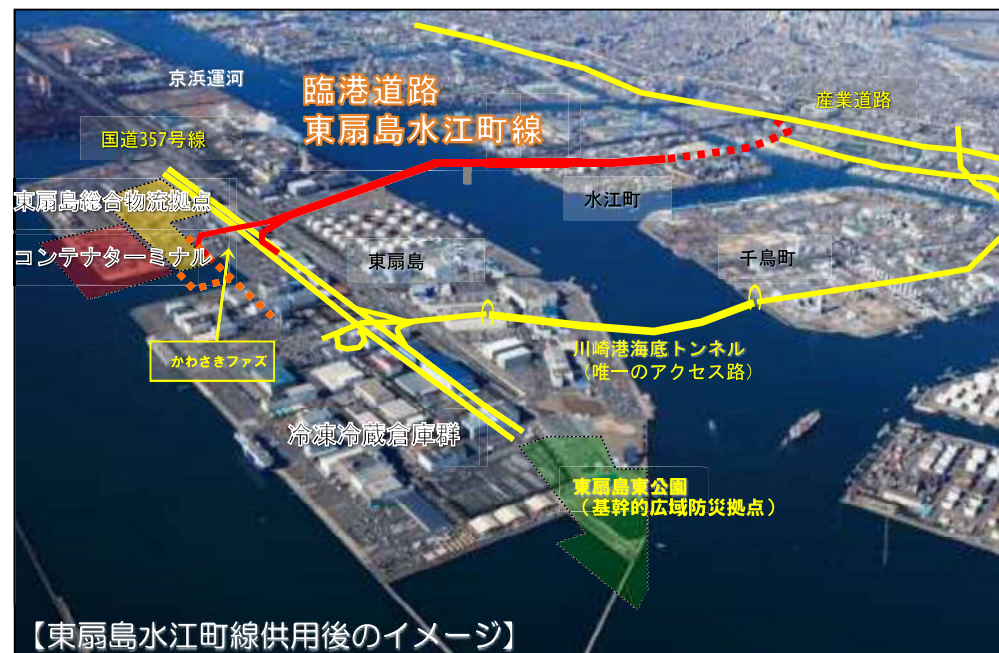 京浜運河
臨港道路
東扇島水江町線
産業道路
国道357号線
東扇島総合物流拠点
水江町
コンテナターミナル
東扇島
千鳥町
かわさきファズ
川崎港海底トンネル
(唯一のアクセス路)
冷凍冷蔵倉庫群
東扇島東公園
(基幹的広域防災拠点)
【東扇島水江町線供用後のイメージ】